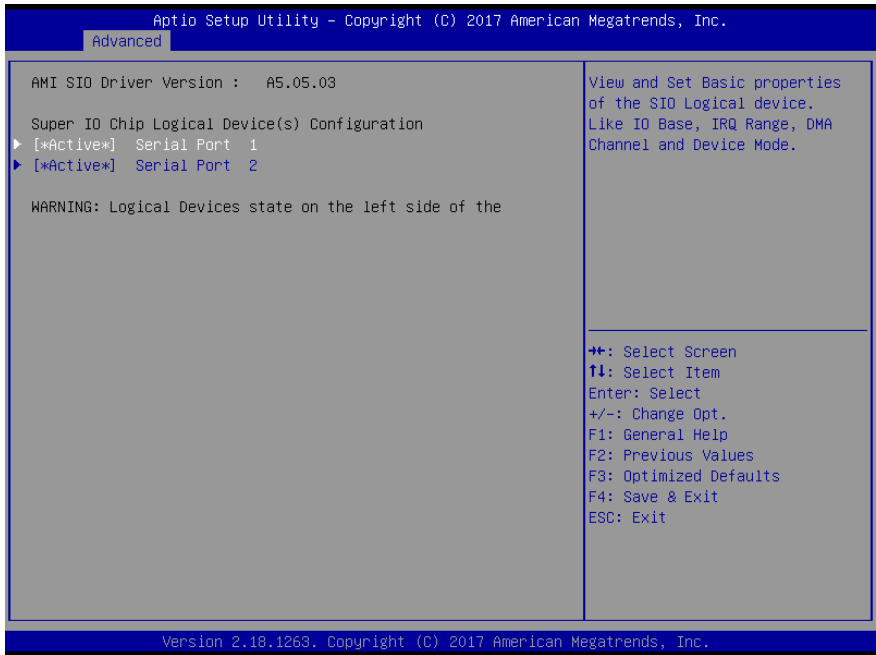 Aptio Setup Utility – Copyright (C) 2017 American Megatrends, Inc.
Advanced
AMI SIO Driver Version : A5.05.03
Super IO Chip Logical Device(s) Configuration
[*Active*] Serial Port 1
[*Active*] Serial Port 2
WARNING: Logical Devices state on the left side of the
View and Set Basic properties
of the SIO Logical device.
Like IO Base, IRQ Range, DMA
Channel and Device Mode.
→←: Select Screen
↑↓: Select Item
Enter: Select
+/-: Change Opt.
F1: General Help
F2: Previous Values
F3: Optimized Defaults
F4: Save & Exit
ESC: Exit
Version 2.18.1263. Copyright (C) 2017 American Megatrends, Inc.